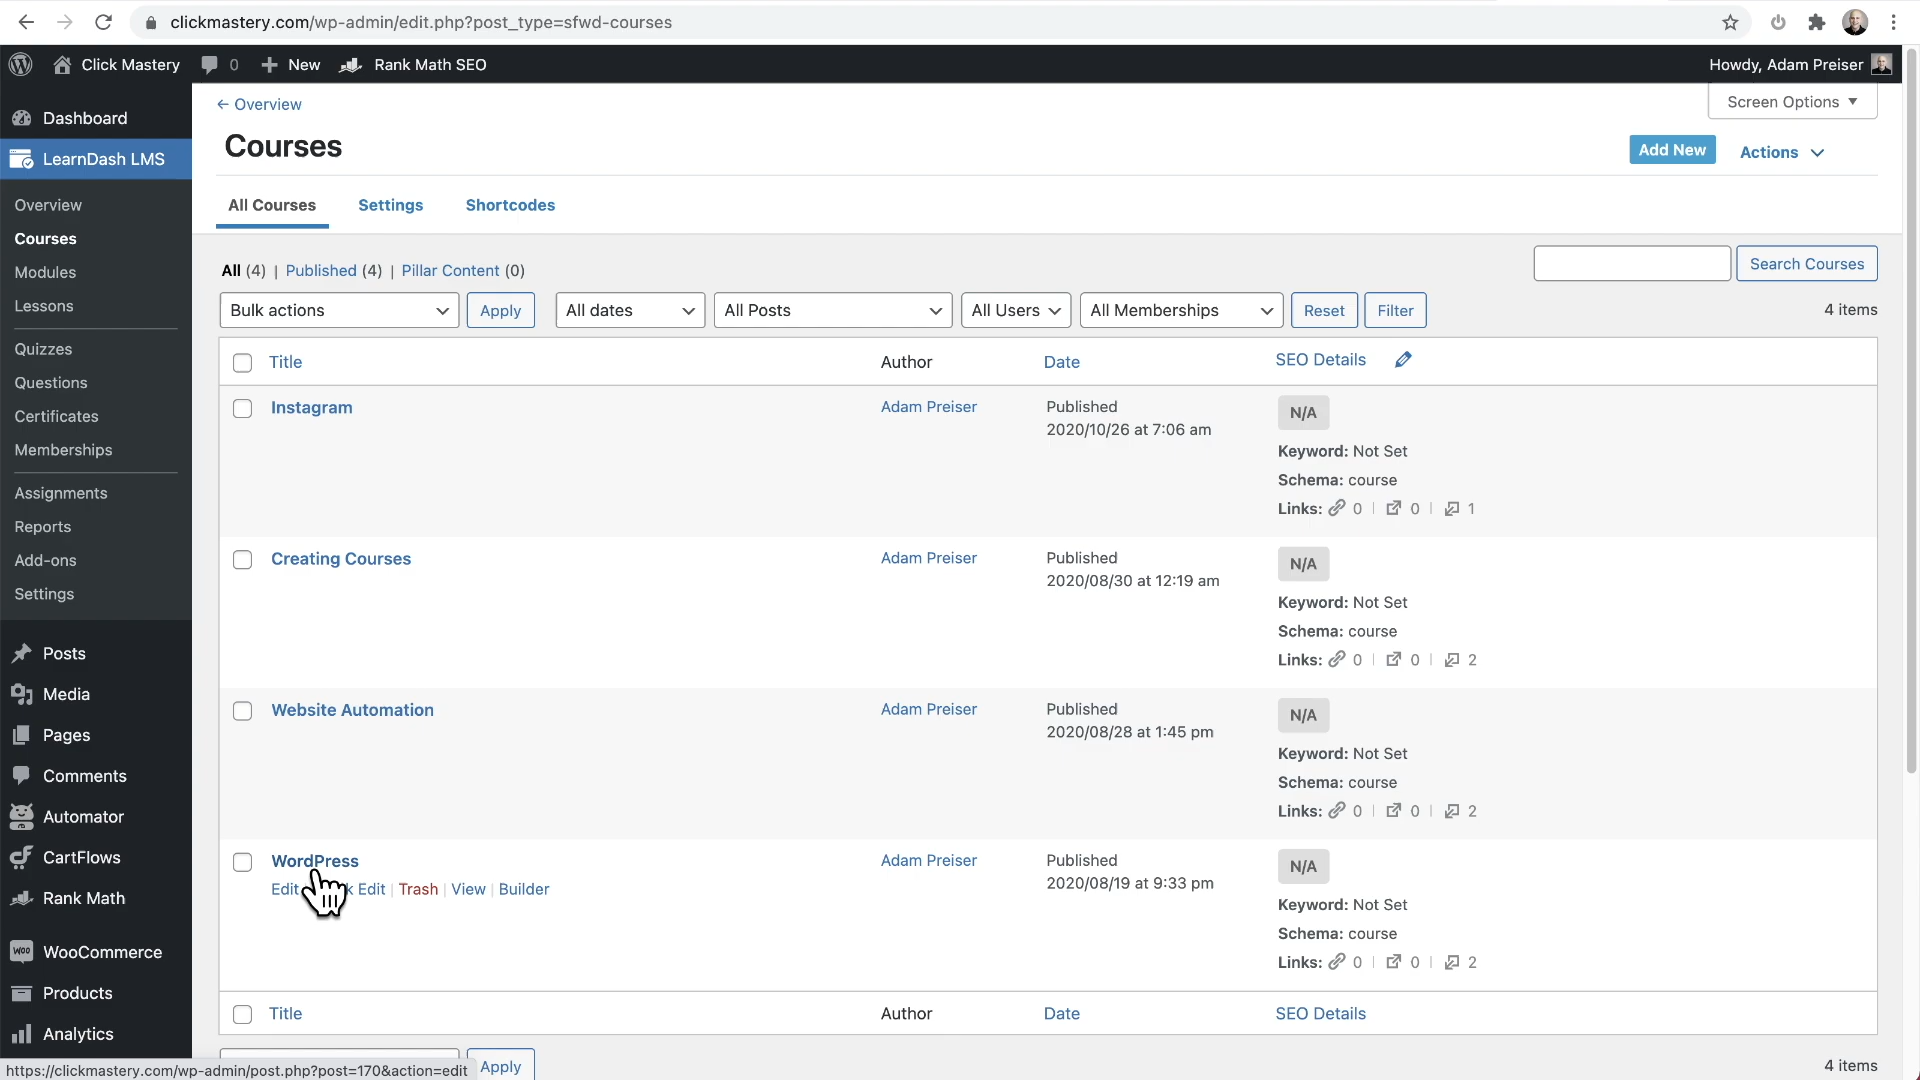 clickmastery.com/wp-admin/edit.php?post_type=sfwd-courses
Click Mastery 0 New Rank Math SEO Howdy, Adam Preiser
Dashboard
LearnDash LMS
Overview
Courses
Modules
Lessons
Quizzes
Questions
Certificates
Memberships
Assignments
Reports
Add-ons
Settings
Posts
Media
Pages
Comments
Automator
CartFlows
Rank Math
WooCommerce
Products
Analytics
← Overview
Screen Options ▼
Courses
Add New Actions
All Courses Settings Shortcodes
All (4) | Published (4) | Pillar Content (0)
Search Courses
Bulk actions Apply All dates All Posts All Users All Memberships Reset Filter 4 items
Title Author Date SEO Details
Instagram Adam Preiser Published N/A
2020/10/26 at 7:06 am
Keyword: Not Set
Schema: course
Links: 0 | 0 | 1
Creating Courses Adam Preiser Published N/A
2020/08/30 at 12:19 am
Keyword: Not Set
Schema: course
Links: 0 | 0 | 2
Website Automation Adam Preiser Published N/A
2020/08/28 at 1:45 pm
Keyword: Not Set
Schema: course
Links: 0 | 0 | 2
WordPress Adam Preiser Published N/A
Edit k Edit | Trash | View | Builder 2020/08/19 at 9:33 pm
Keyword: Not Set
Schema: course
Links: 0 | 0 | 2
Title Author Date SEO Details
Apply 4 items
https://clickmastery.com/wp-admin/post.php?post=170&action=edit